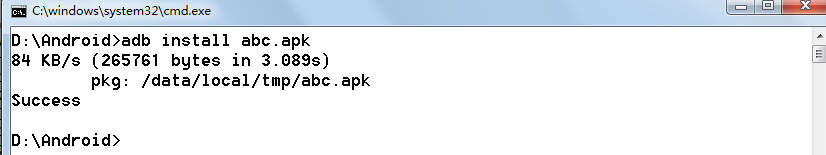 C:\windows\system32\cmd.exe
D:\Android>adb install abc.apk
84 KB/s (265761 bytes in 3.089s)
        pkg: /data/local/tmp/abc.apk
Success
D:\Android>